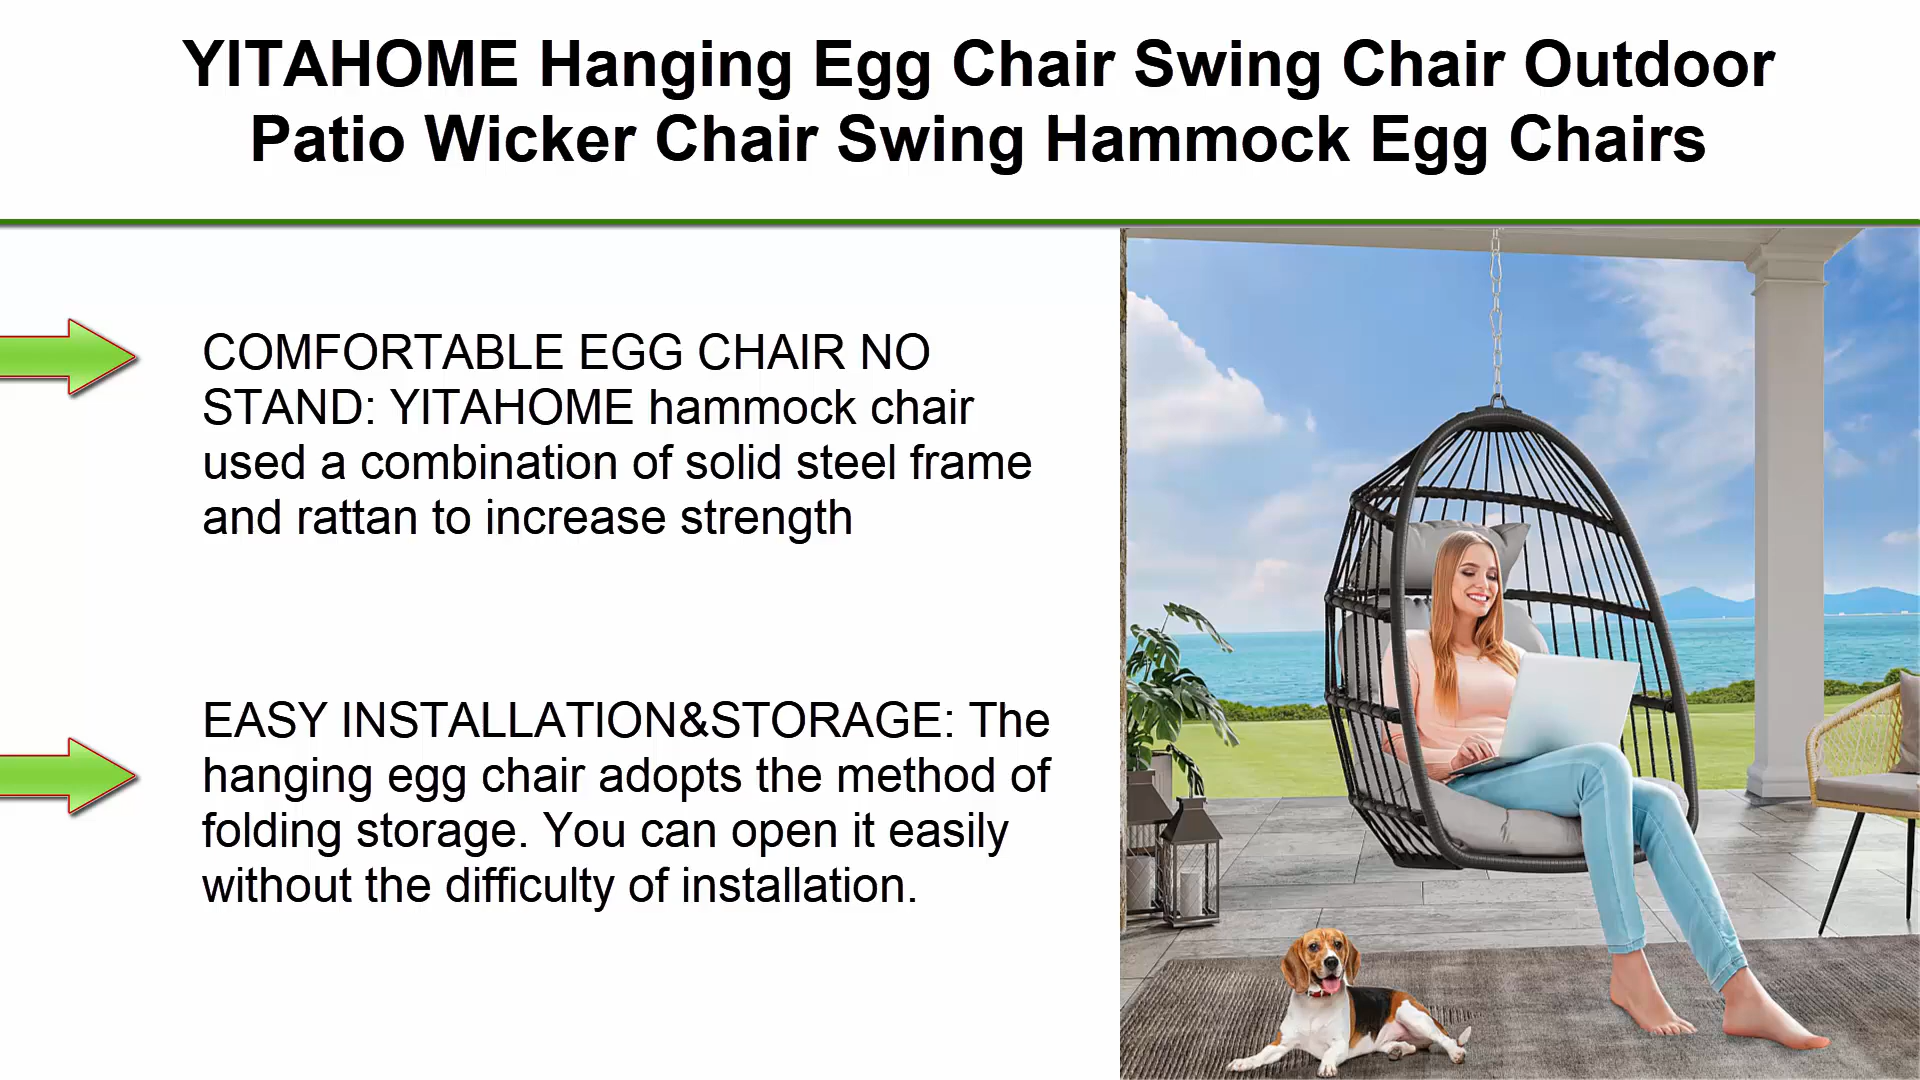 YITAHOME Hanging Egg Chair Swing Chair Outdoor
Patio Wicker Chair Swing Hammock Egg Chairs
COMFORTABLE EGG CHAIR NO
STAND: YITAHOME hammock chair
used a combination of solid steel frame
and rattan to increase strength
EASY INSTALLATION&STORAGE: The
hanging egg chair adopts the method of
folding storage. You can open it easily
without the difficulty of installation.